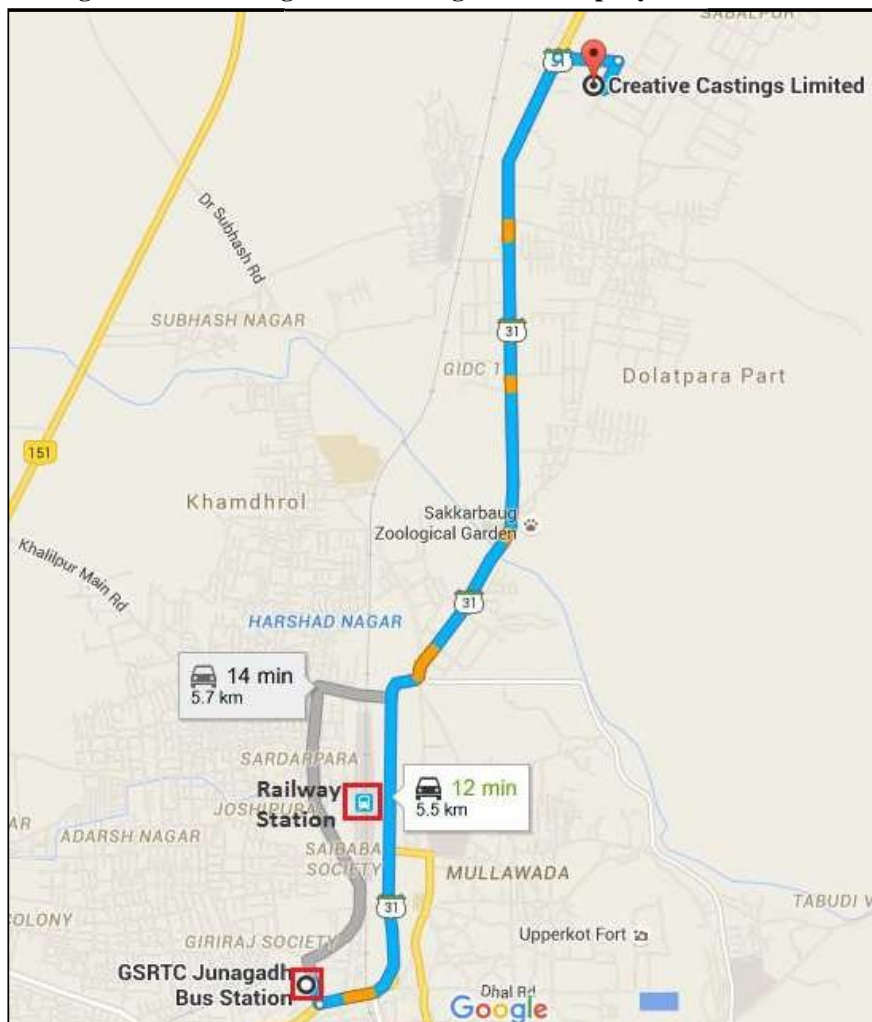 SABALPUR
Creative Castings Limited
Dr Subhash Rd
SUBHASH NAGAR
31
GIDC 1
Dolatpara Part
151
Khamdhrol
Sakkarbaug
Zoological Garden
Khalilpur Main Rd
31
HARSHAD NAGAR
14 min
5.7 km
SARDARPARA
Railway
Station
12 min
5.5 km
JOSHIPURA
ADARSH NAGAR
SAIBABA
SOCIETY
MULLAWADA
31
TABUDI V
COLONY
GIRIRAJ SOCIETY
Upperkot Fort
GSRTC Junagadh
Bus Station
Dhal Rd
Google